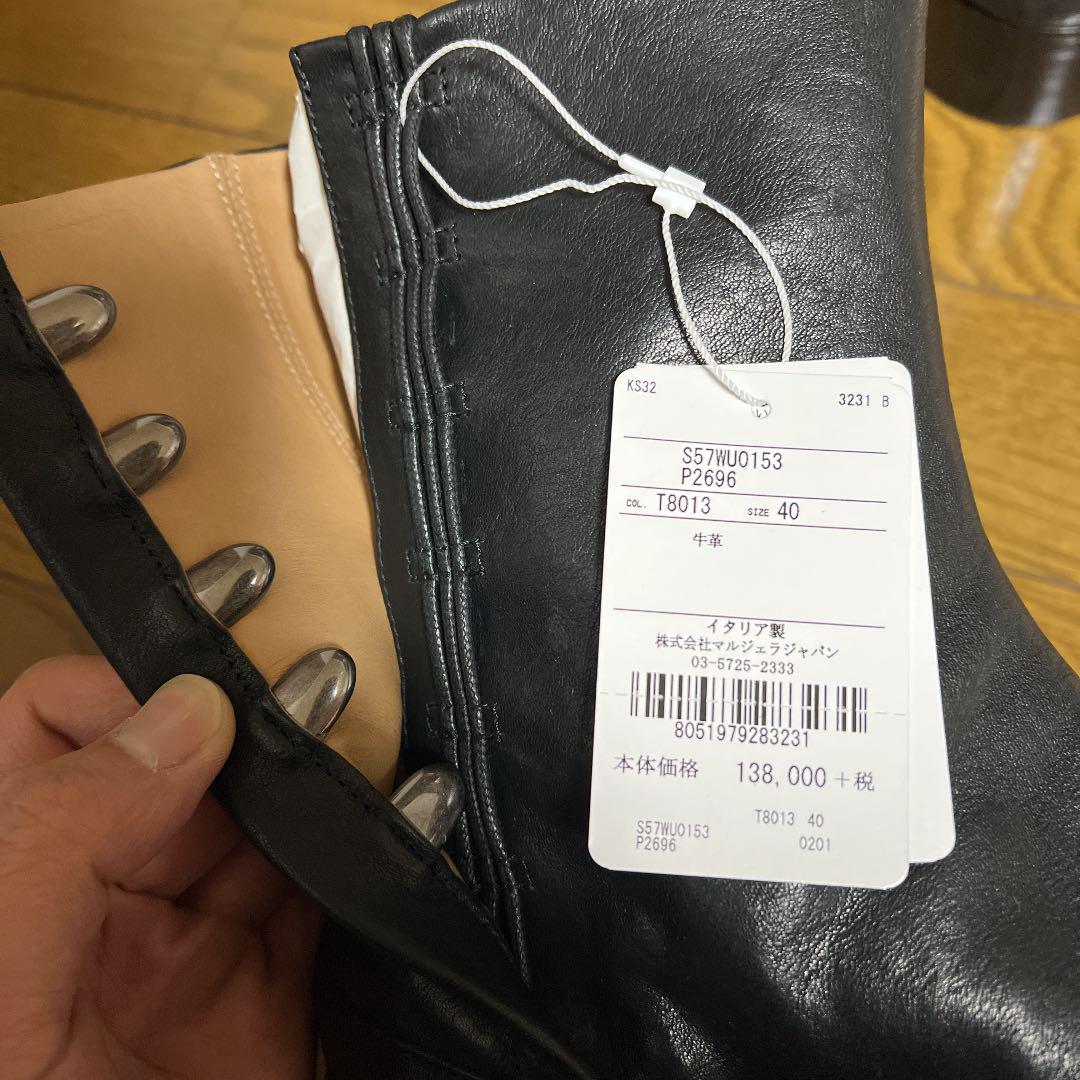 KS32 3231 B
S57WU0153
P2696
COL. T8013 SIZE 40
牛革
イタリア製
株式会社マルジェラジャパン
03-5725-2333
8051979283231
本体価格 138,000+税
T8013 40
S57WU0153
P2696 0201